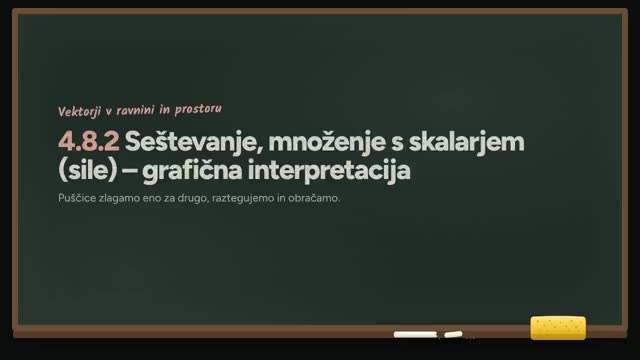 Vektorji v ravnini in prostoru
4.8.2 Seštevanje, množenje s skalarjem
(sile) – grafična interpretacija
Puščice zlagamo eno za drugo, raztegujemo in obračamo.